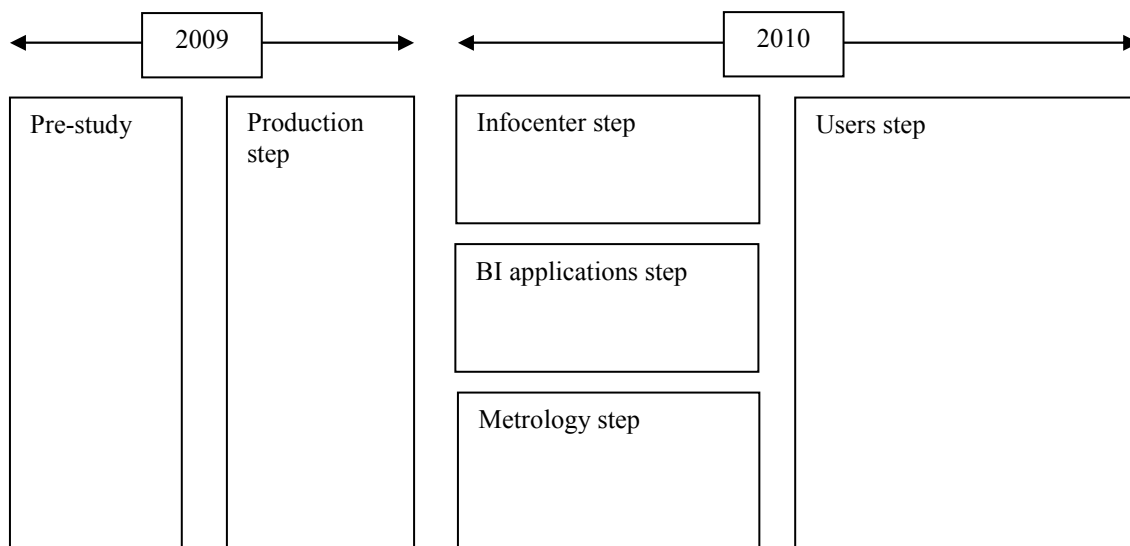 2009
2010
Pre-study
Production
step
Infocenter step
Users step
BI applications step
Metrology step